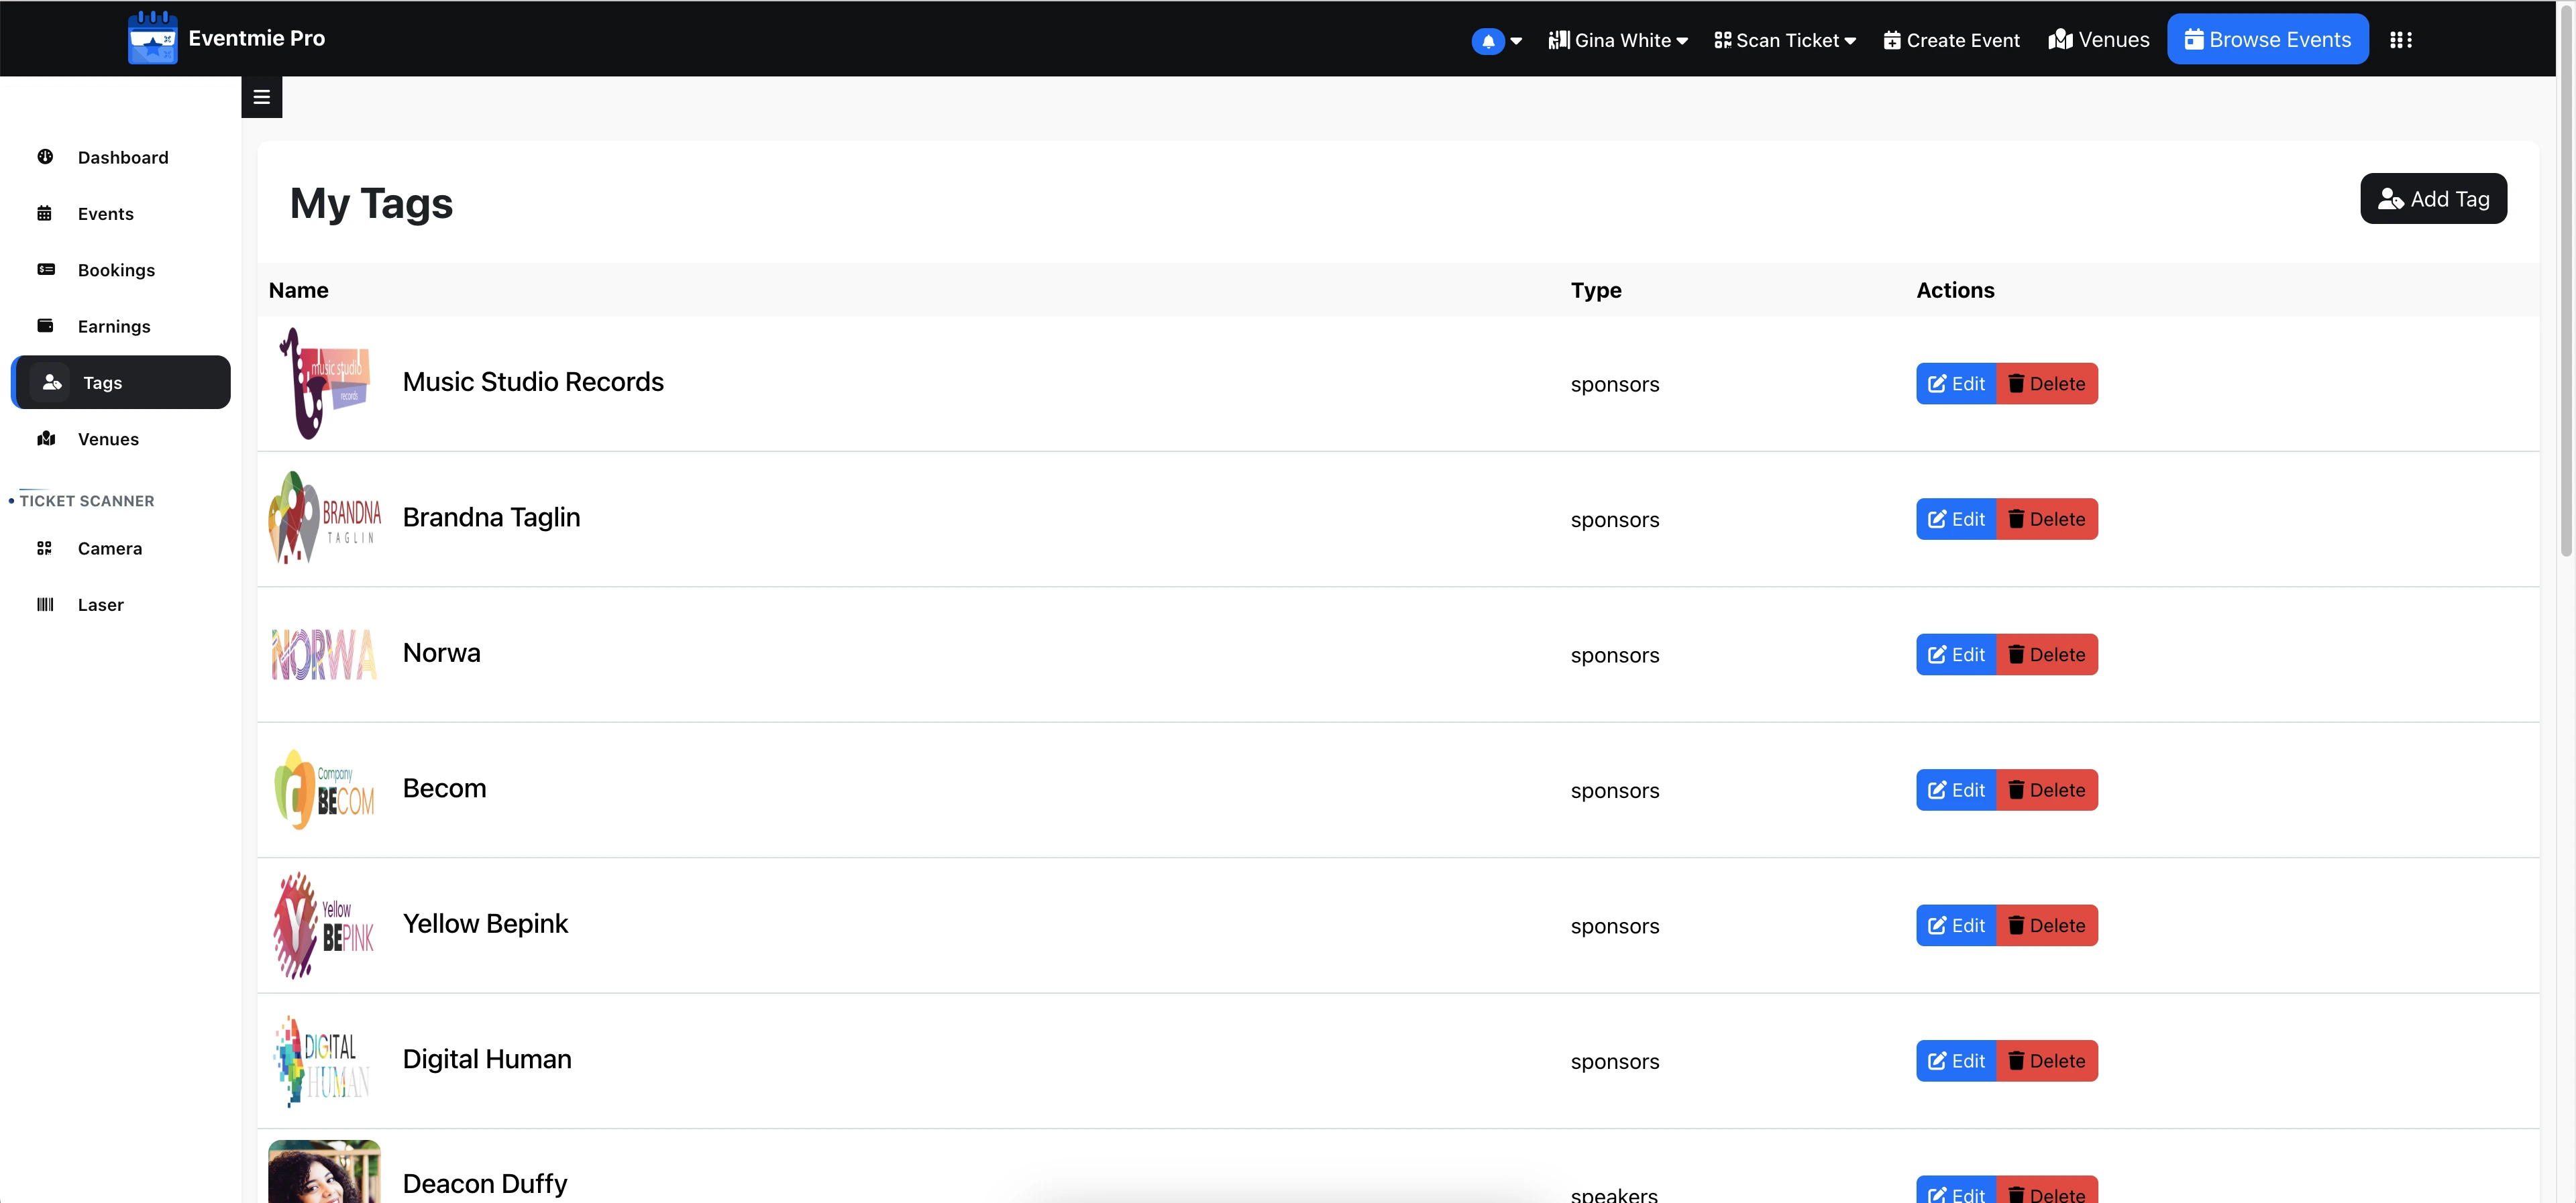 Eventmie Pro
Gina White
Scan Ticket
Create Event
Venues
Browse Events
Dashboard
Events
Bookings
Earnings
Tags
Venues
TICKET SCANNER
Camera
Laser
My Tags
Add Tag
Name Type Actions
music studio
records
Music Studio Records sponsors Edit Delete
BRANDNA
TAGLIN
Brandna Taglin sponsors Edit Delete
NORWA
Norwa sponsors Edit Delete
Company
BECOM
Becom sponsors Edit Delete
Yellow
BEPINK
Yellow Bepink sponsors Edit Delete
DIGITAL
HUMAN
Digital Human sponsors Edit Delete
Deacon Duffy speakers Edit Delete